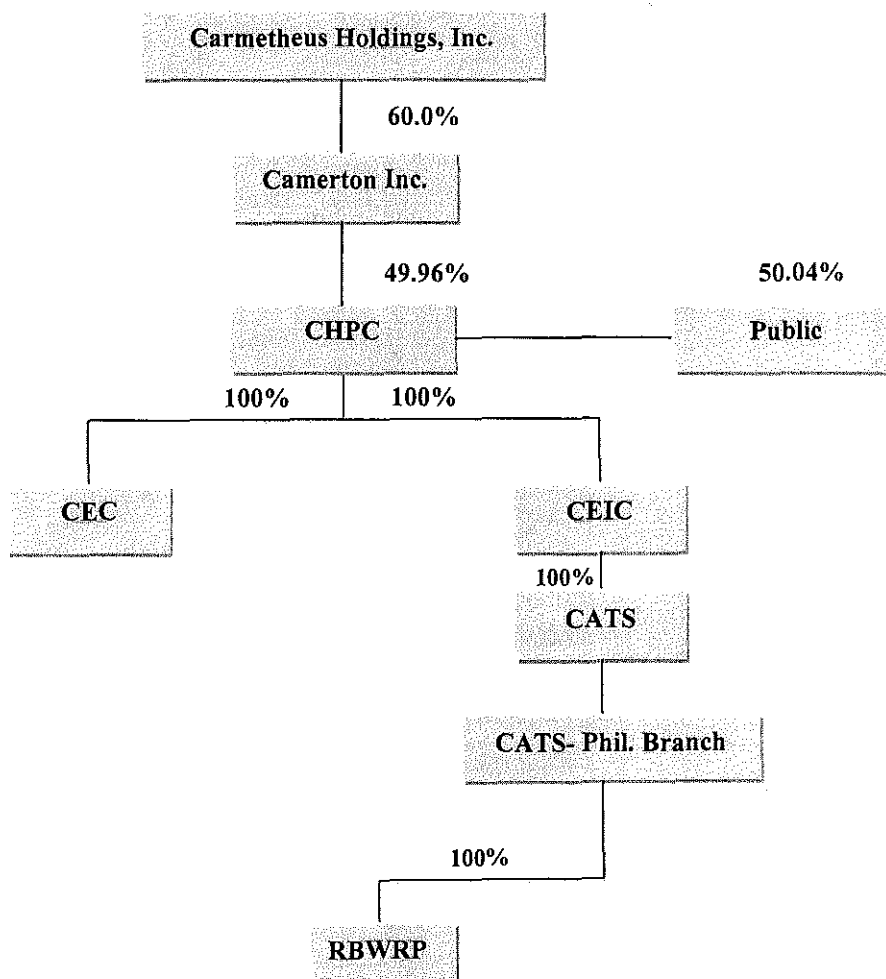 Carmetheus Holdings, Inc.
60.0%
Camerton Inc.
49.96%
50.04%
CHPC
Public
100%
100%
CEC
CEIC
100%
CATS
CATS- Phil. Branch
100%
RBWRP